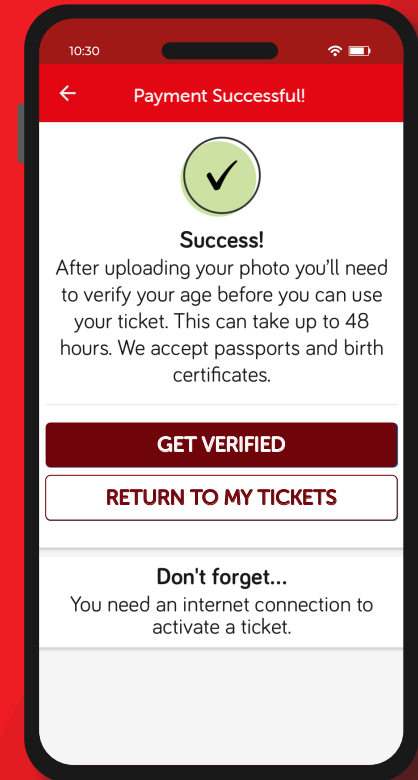 10:30
Payment Successful!
Success!
After uploading your photo you'll need
to verify your age before you can use
your ticket. This can take up to 48
hours. We accept passports and birth
certificates.
GET VERIFIED
RETURN TO MY TICKETS
Don't forget...
You need an internet connection to
activate a ticket.